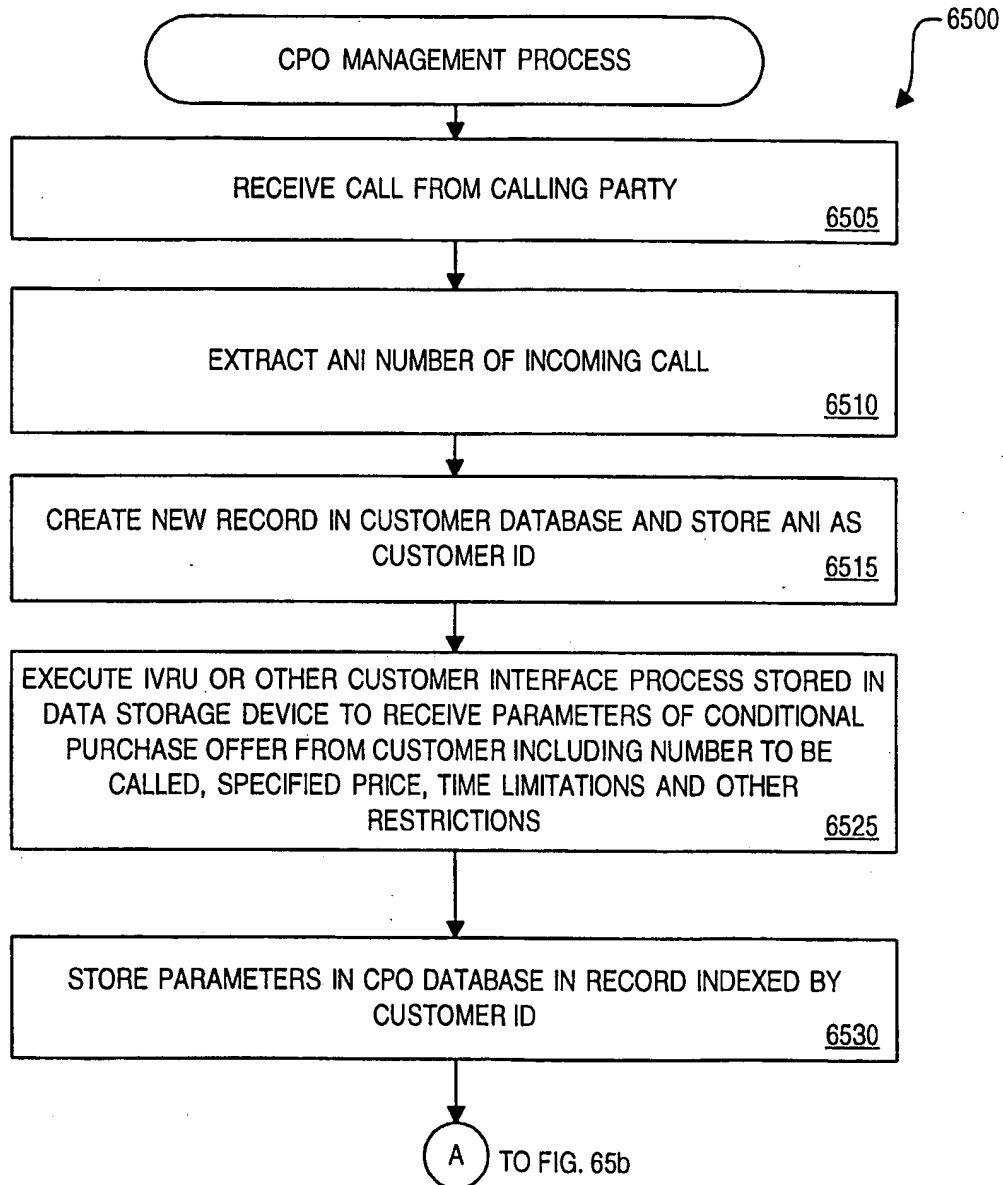 6500
CPO MANAGEMENT PROCESS
RECEIVE CALL FROM CALLING PARTY
6505
EXTRACT ANI NUMBER OF INCOMING CALL
6510
CREATE NEW RECORD IN CUSTOMER DATABASE AND STORE ANI AS
CUSTOMER ID
6515
EXECUTE IVRU OR OTHER CUSTOMER INTERFACE PROCESS STORED IN
DATA STORAGE DEVICE TO RECEIVE PARAMETERS OF CONDITIONAL
PURCHASE OFFER FROM CUSTOMER INCLUDING NUMBER TO BE
CALLED, SPECIFIED PRICE, TIME LIMITATIONS AND OTHER
RESTRICTIONS
6525
STORE PARAMETERS IN CPO DATABASE IN RECORD INDEXED BY
CUSTOMER ID
6530
A TO FIG. 65b